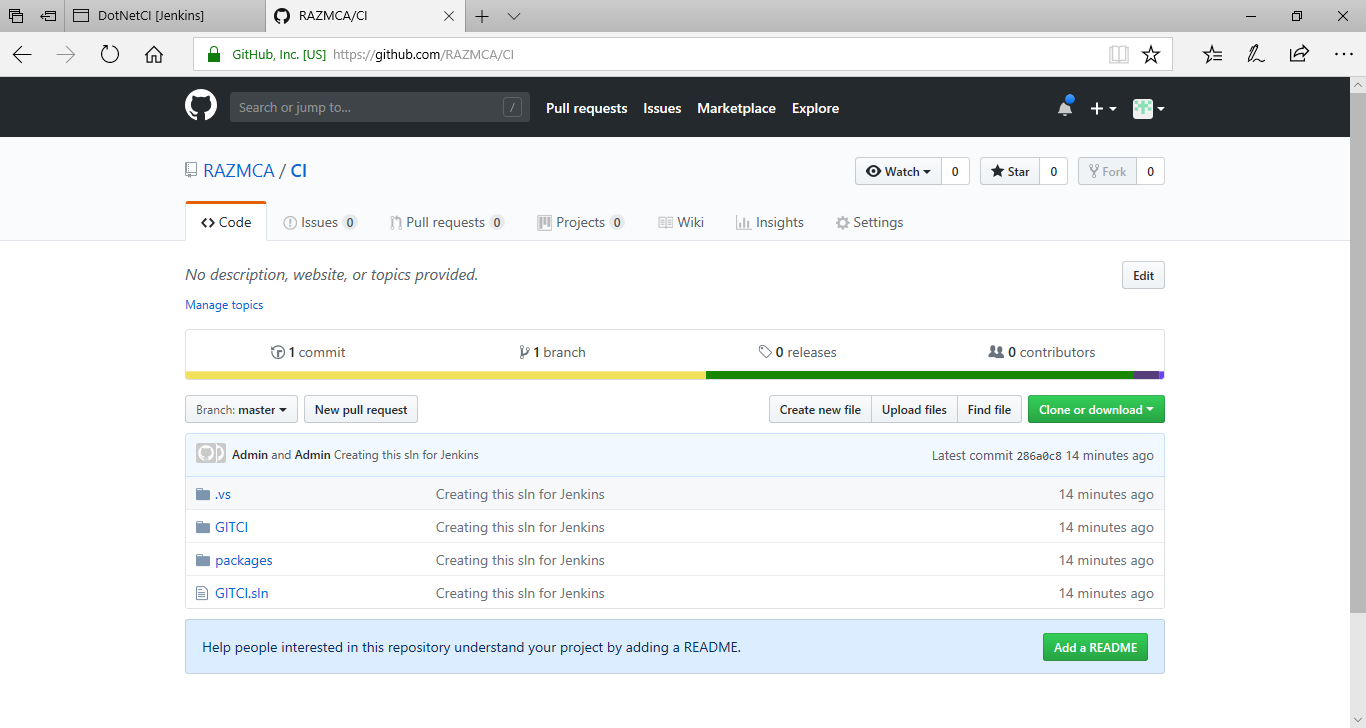 DotNetCI [Jenkins]
RAZMCA/CI
GitHub, Inc. [US] https://github.com/RAZMCA/CI
Search or jump to... / Pull requests Issues Marketplace Explore
RAZMCA / CI Watch 0 Star 0 Fork 0
Code Issues 0 Pull requests 0 Projects 0 Wiki Insights Settings
No description, website, or topics provided. Edit
Manage topics
1 commit 1 branch 0 releases 0 contributors
Branch: master New pull request Create new file Upload files Find file Clone or download
Admin and Admin Creating this sln for Jenkins Latest commit 286a0c8 14 minutes ago
.vs Creating this sln for Jenkins 14 minutes ago
GITCI Creating this sln for Jenkins 14 minutes ago
packages Creating this sln for Jenkins 14 minutes ago
GITCI.sln Creating this sln for Jenkins 14 minutes ago
Help people interested in this repository understand your project by adding a README. Add a README